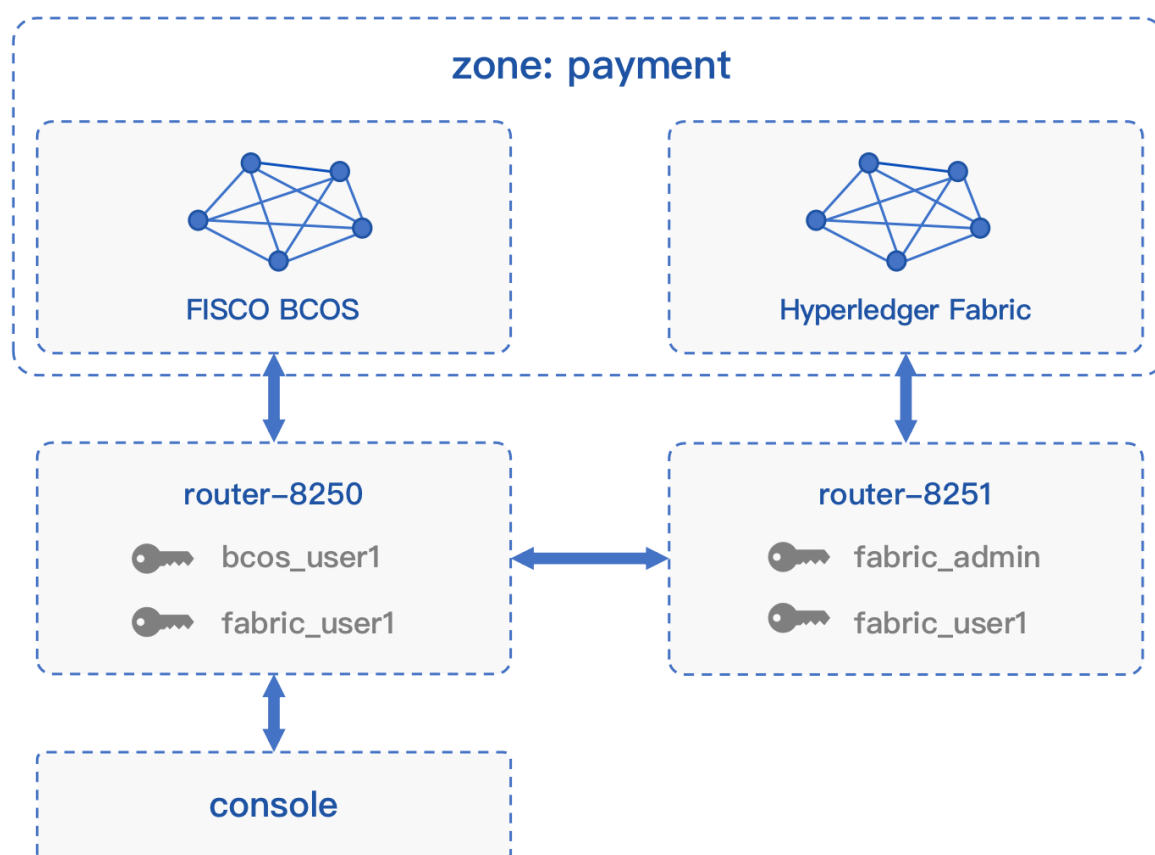 zone: payment
FISCO BCOS
Hyperledger Fabric
router-8250
bcos_user1
fabric_user1
router-8251
fabric_admin
fabric_user1
console